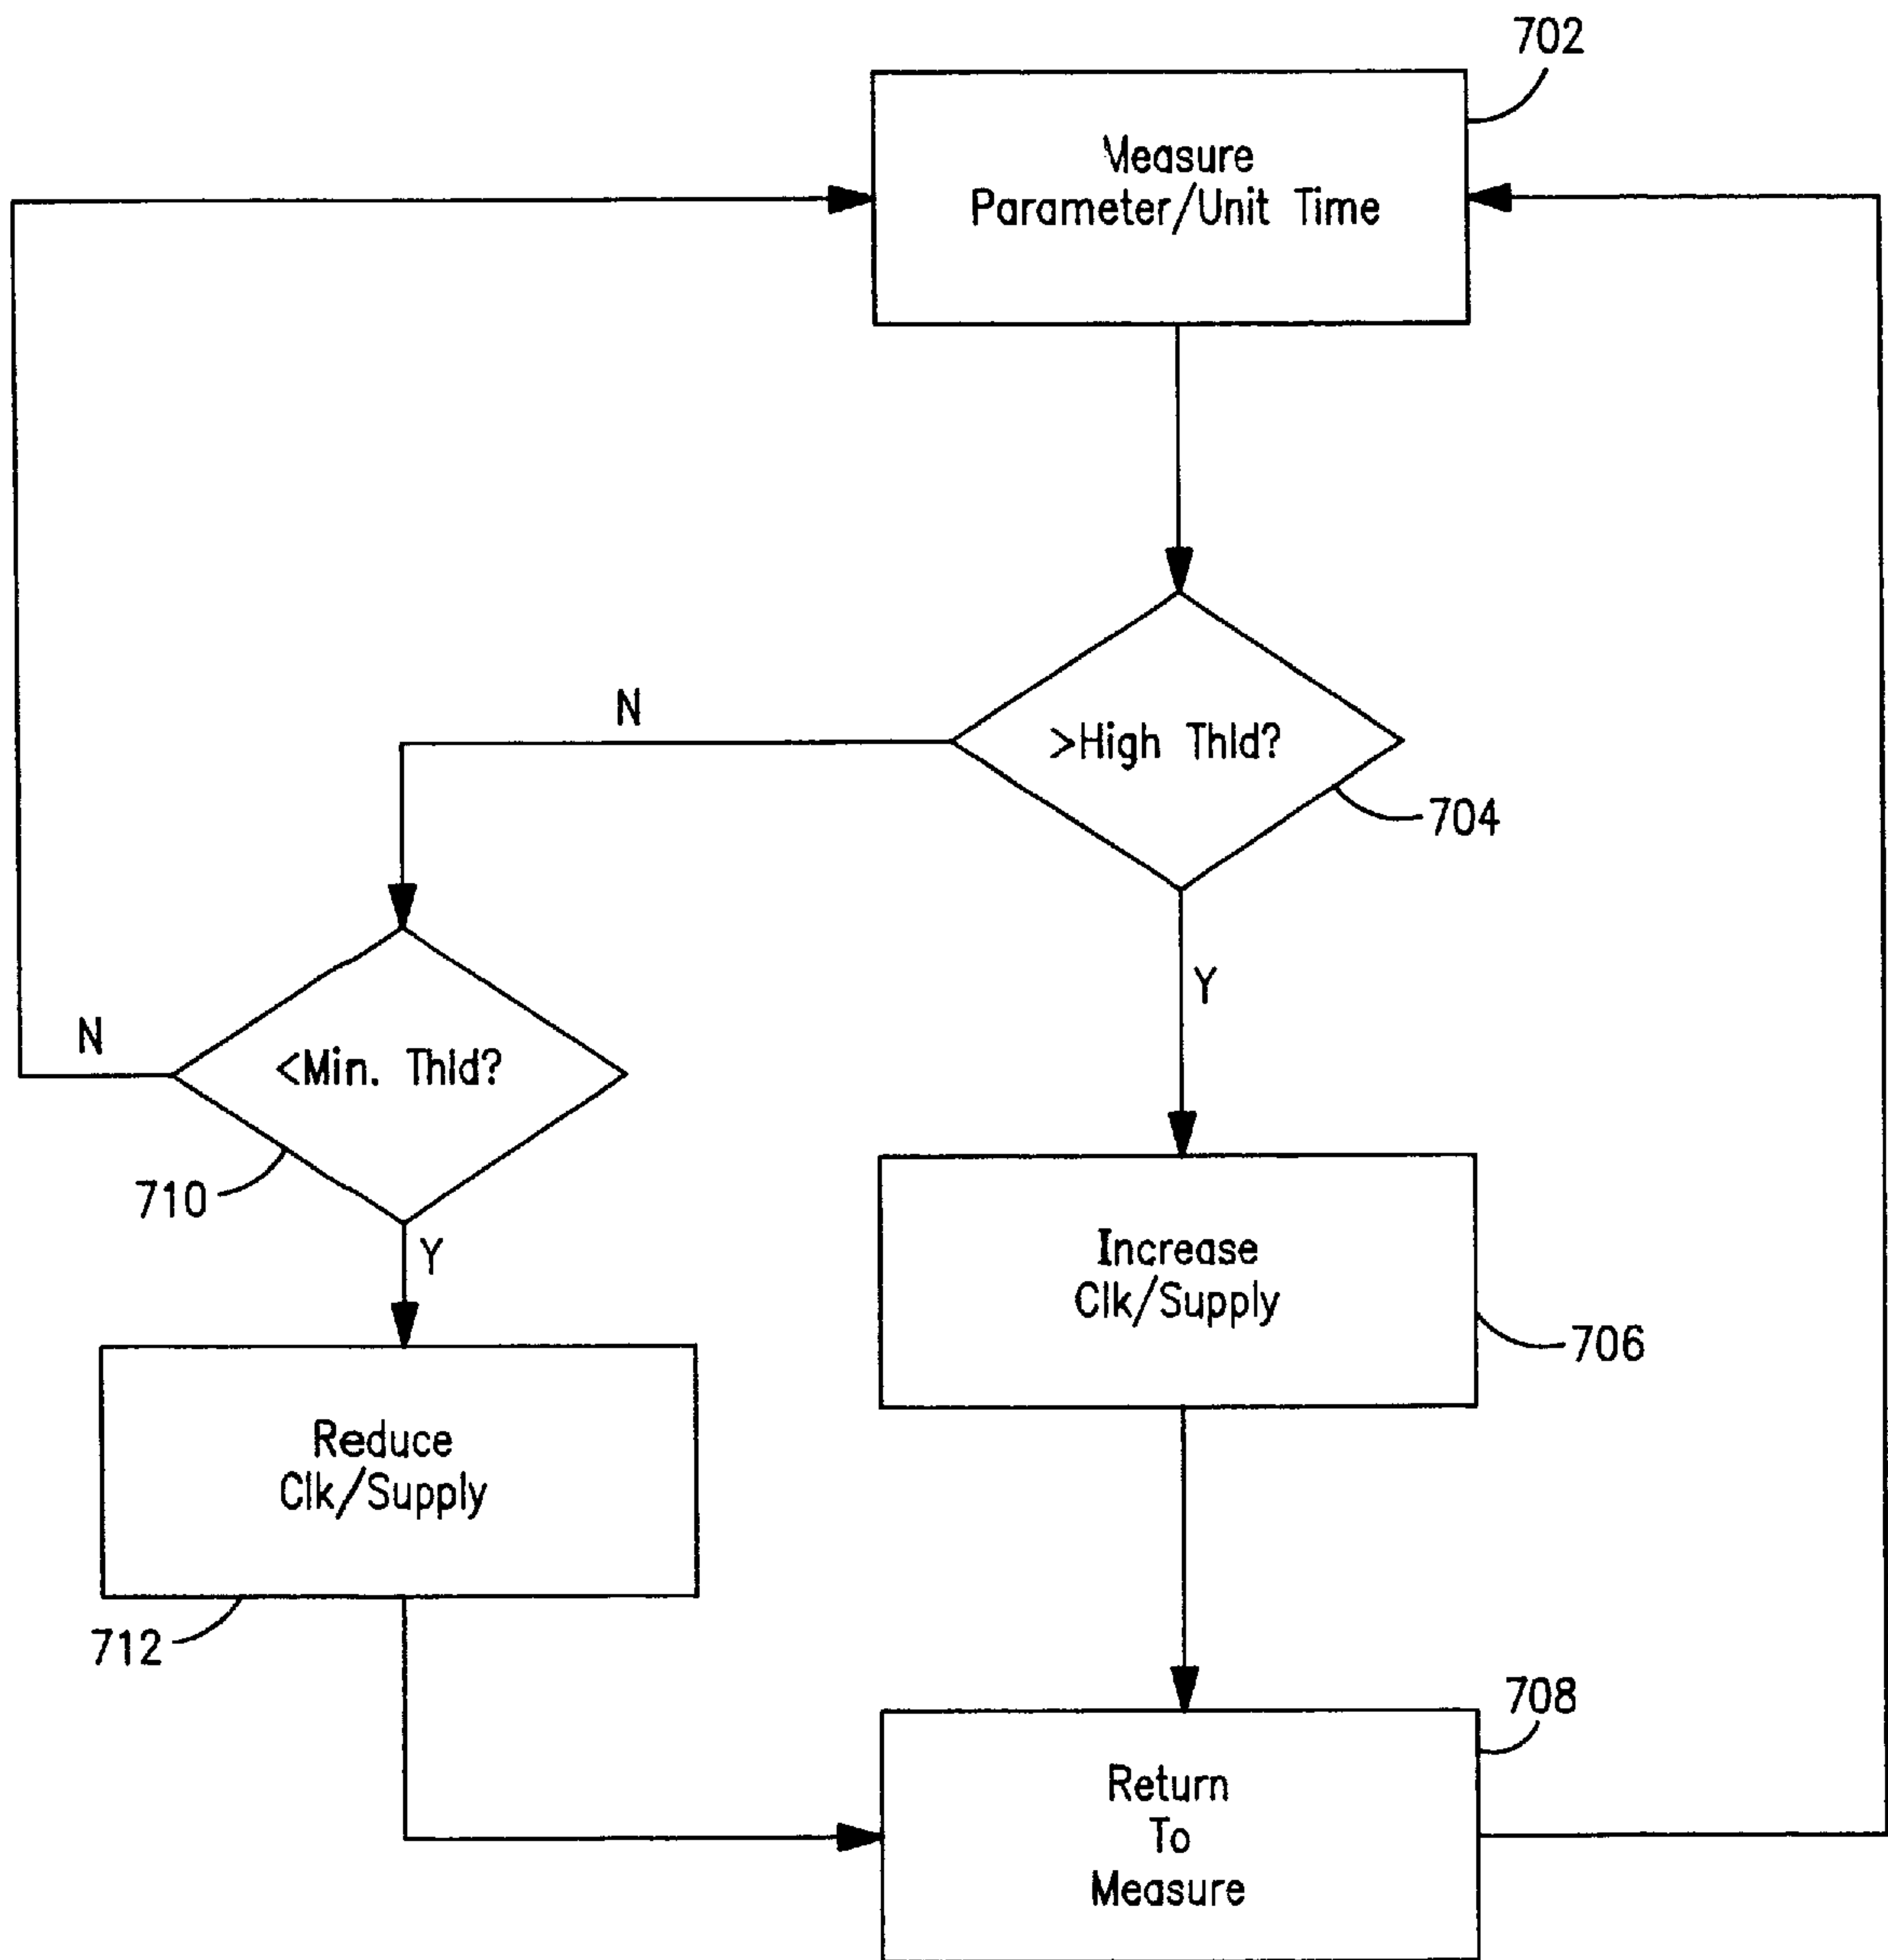 702
Measure
Parameter/Unit Time
N
>High Thld?
704
Y
N
<Min. Thld?
710
Y
Increase
Clk/Supply
706
Reduce
Clk/Supply
712
708
Return
To
Measure